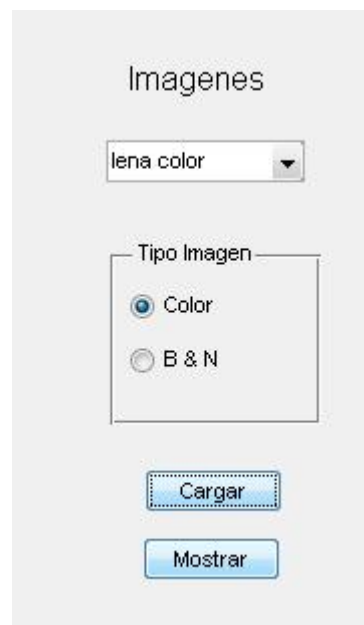 Imagenes
lena color
Tipo Imagen
Color
B & N
Cargar
Mostrar